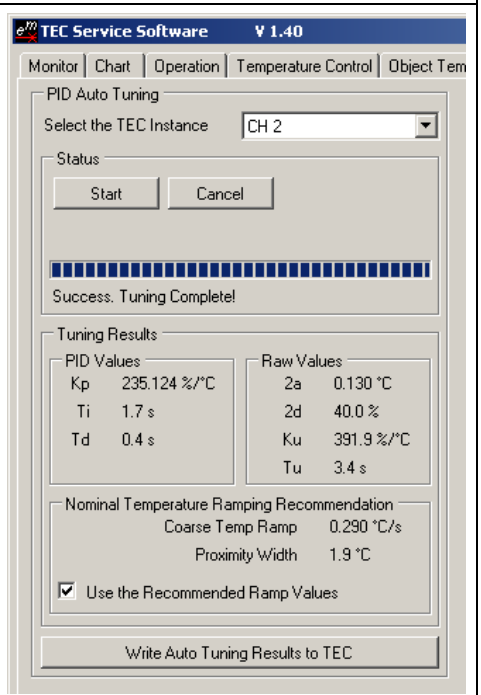 em TEC Service Software V 1.40
Monitor Chart Operation Temperature Control Object Tem
PID Auto Tuning
Select the TEC Instance CH 2
Status
Start Cancel
Success. Tuning Complete!
Tuning Results
PID Values
Kp 235.124 %/°C
Ti 1.7 s
Td 0.4 s
Raw Values
2a 0.130 °C
2d 40.0 %
Ku 391.9 %/°C
Tu 3.4 s
Nominal Temperature Ramping Recommendation
Coarse Temp Ramp 0.290 °C/s
Proximity Width 1.9 °C
Use the Recommended Ramp Values
Write Auto Tuning Results to TEC